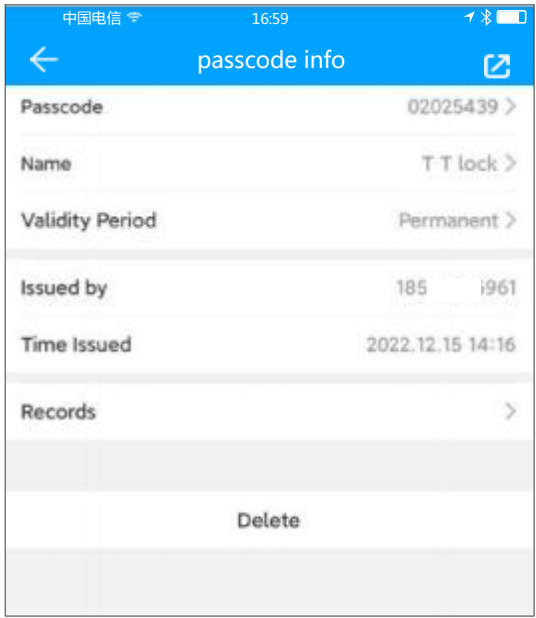 中国电信 16:59
passcode info
Passcode 02025439
Name T T lock
Validity Period Permanent
Issued by 185 961
Time Issued 2022.12.15 14:16
Records
Delete